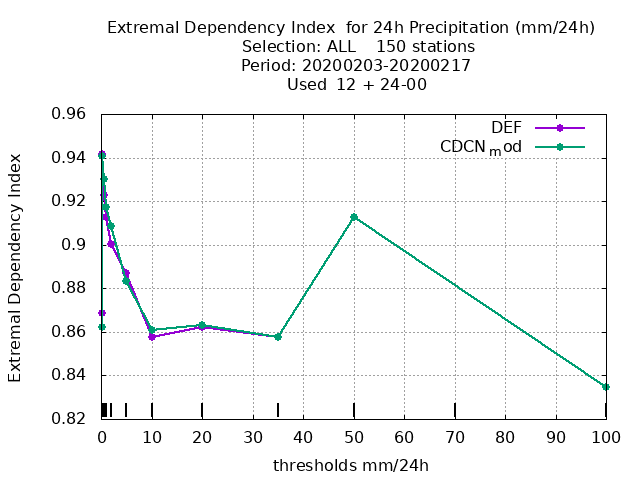 Extremal Dependency Index  for 24h Precipitation (mm/24h)
Selection: ALL    150 stations
Period: 20200203-20200217
Used  12 + 24-00
DEF
CDCN_mod
Extremal Dependency Index
0.96
0.94
0.92
0.9
0.88
0.86
0.84
0.82
0 10 20 30 40 50 60 70 80 90 100
thresholds mm/24h